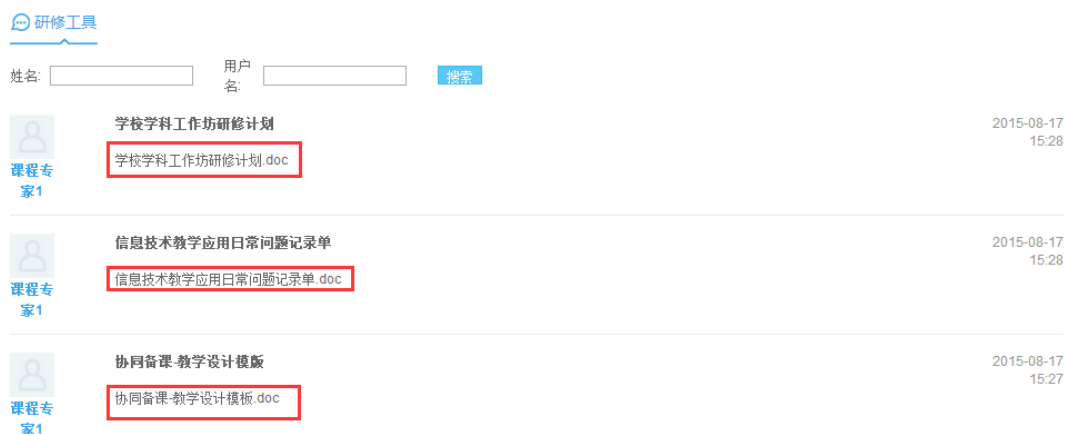 研修工具
姓名:
用户
名:
搜索
学校学科工作坊研修计划
2015-08-17
15:28
学校学科工作坊研修计划.doc
课程专
家1
信息技术教学应用日常问题记录单
2015-08-17
15:28
信息技术教学应用日常问题记录单.doc
课程专
家1
协同备课-教学设计模版
2015-08-17
15:27
协同备课-教学设计模板.doc
课程专
家1